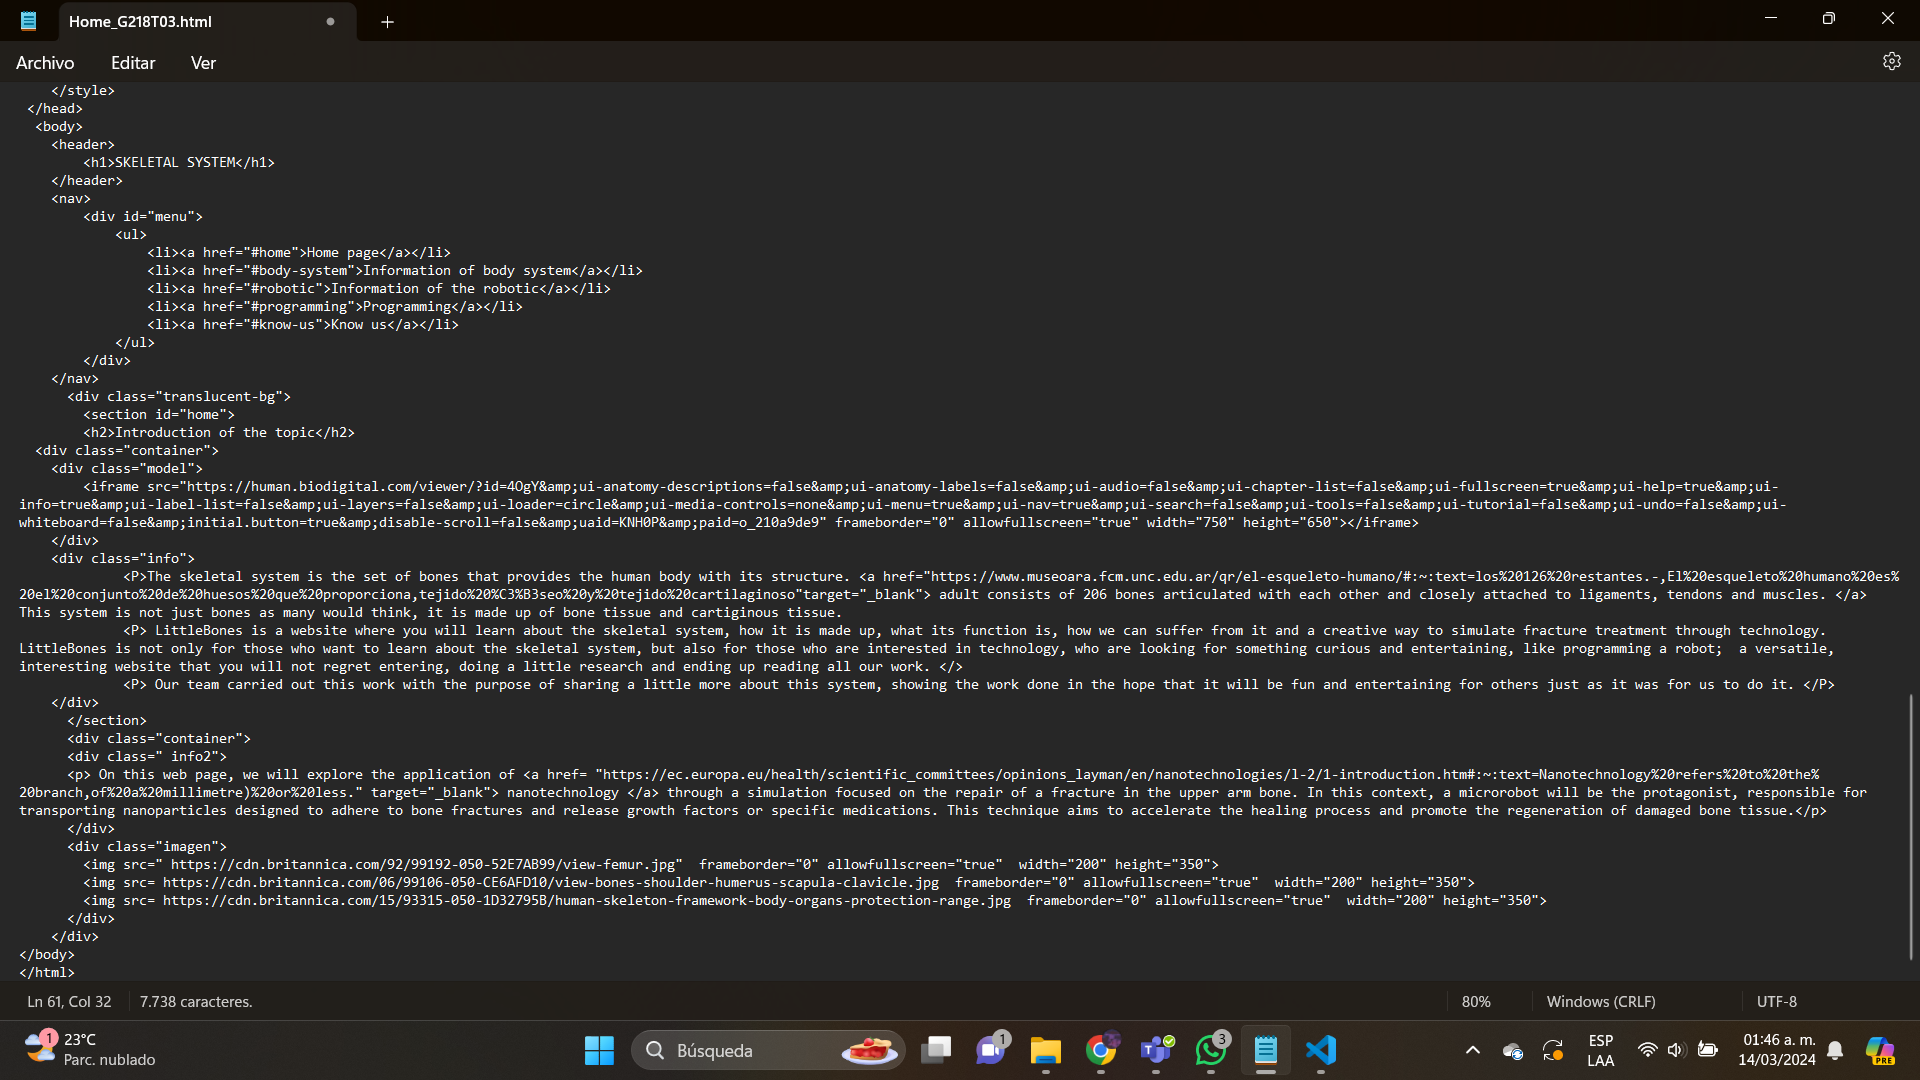 Home_G218T03.html
Archivo Editar Ver
</style>
</head>
<body>
<header>
<h1>SKELETAL SYSTEM</h1>
</header>
<nav>
<div id="menu">
<ul>
<li><a href="#home">Home page</a></li>
<li><a href="#body-system">Information of body system</a></li>
<li><a href="#robotic">Information of the robotic</a></li>
<li><a href="#programming">Programming</a></li>
<li><a href="#know-us">Know us</a></li>
</ul>
</div>
</nav>
<div class="translucent-bg">
<section id="home">
<h2>Introduction of the topic</h2>
<div class="container">
<div class="model">
<iframe src="https://human.biodigital.com/viewer/?id=4OgY&amp;ui-anatomy-descriptions=false&amp;ui-anatomy-labels=false&amp;ui-audio=false&amp;ui-chapter-list=false&amp;ui-fullscreen=true&amp;ui-help=true&amp;ui-
info=true&amp;ui-label-list=false&amp;ui-layers=false&amp;ui-loader=circle&amp;ui-media-controls=none&amp;ui-menu=true&amp;ui-nav=true&amp;ui-search=false&amp;ui-tools=false&amp;ui-tutorial=false&amp;ui-undo=false&amp;ui-
whiteboard=false&amp;initial.button=true&amp;disable-scroll=false&amp;uaid=KNH0P&amp;paid=o_210a9de9" frameborder="0" allowfullscreen="true" width="750" height="650"></iframe>
</div>
<div class="info">
<P>The skeletal system is the set of bones that provides the human body with its structure. <a href="https://www.museoara.fcm.unc.edu.ar/qr/el-esqueleto-humano/#:~:text=los%20126%20restantes.-,El%20esqueleto%20humano%20es%
20el%20conjunto%20de%20huesos%20que%20proporciona,tejido%20%C3%B3seo%20y%20tejido%20cartilaginoso"target="_blank"> adult consists of 206 bones articulated with each other and closely attached to ligaments, tendons and muscles. </a>
This system is not just bones as many would think, it is made up of bone tissue and cartiginous tissue.
<P> LittleBones is a website where you will learn about the skeletal system, how it is made up, what its function is, how we can suffer from it and a creative way to simulate fracture treatment through technology.
LittleBones is not only for those who want to learn about the skeletal system, but also for those who are interested in technology, who are looking for something curious and entertaining, like programming a robot;  a versatile,
interesting website that you will not regret entering, doing a little research and ending up reading all our work. </>
<P> Our team carried out this work with the purpose of sharing a little more about this system, showing the work done in the hope that it will be fun and entertaining for others just as it was for us to do it. </P>
</div>
</section>
<div class="container">
<div class=" info2">
<p> On this web page, we will explore the application of <a href= "https://ec.europa.eu/health/scientific_committees/opinions_layman/en/nanotechnologies/l-2/1-introduction.htm#:~:text=Nanotechnology%20refers%20to%20the%
20branch,of%20a%20millimetre)%20or%20less." target="_blank"> nanotechnology </a> through a simulation focused on the repair of a fracture in the upper arm bone. In this context, a microrobot will be the protagonist, responsible for
transporting nanoparticles designed to adhere to bone fractures and release growth factors or specific medications. This technique aims to accelerate the healing process and promote the regeneration of damaged bone tissue.</p>
</div>
<div class="imagen">
<img src=" https://cdn.britannica.com/92/99192-050-52E7AB99/view-femur.jpg"  frameborder="0" allowfullscreen="true"  width="200" height="350">
<img src= https://cdn.britannica.com/06/99106-050-CE6AFD10/view-bones-shoulder-humerus-scapula-clavicle.jpg  frameborder="0" allowfullscreen="true"  width="200" height="350">
<img src= https://cdn.britannica.com/15/93315-050-1D32795B/human-skeleton-framework-body-organs-protection-range.jpg  frameborder="0" allowfullscreen="true"  width="200" height="350">
</div>
</div>
</body>
</html>
Ln 61, Col 32 7.738 caracteres. 80% Windows (CRLF) UTF-8
1 23°C
Parc. nublado
Búsqueda
1
3
ESP
LAA
01:46 a. m.
14/03/2024
PRE